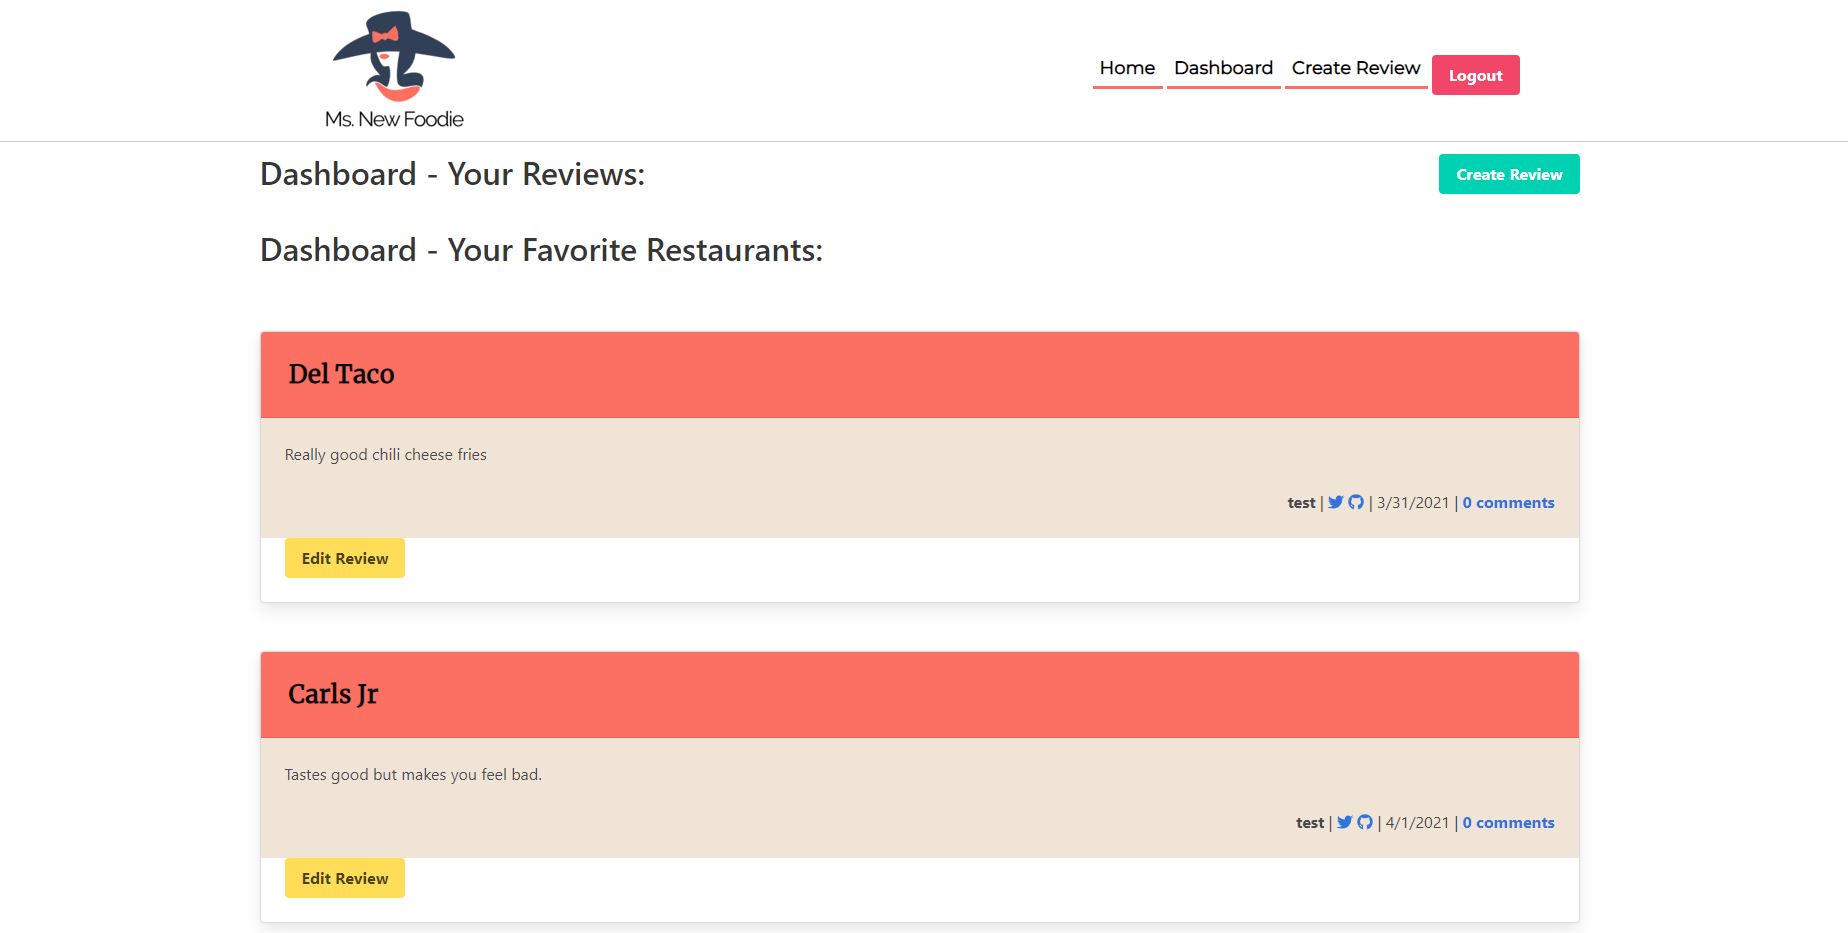 Ms. New Foodie
Home Dashboard Create Review Logout
Dashboard - Your Reviews: Create Review
Dashboard - Your Favorite Restaurants:
Del Taco
Really good chili cheese fries
test | | 3/31/2021 | 0 comments
Edit Review
Carls Jr
Tastes good but makes you feel bad.
test | | 4/1/2021 | 0 comments
Edit Review